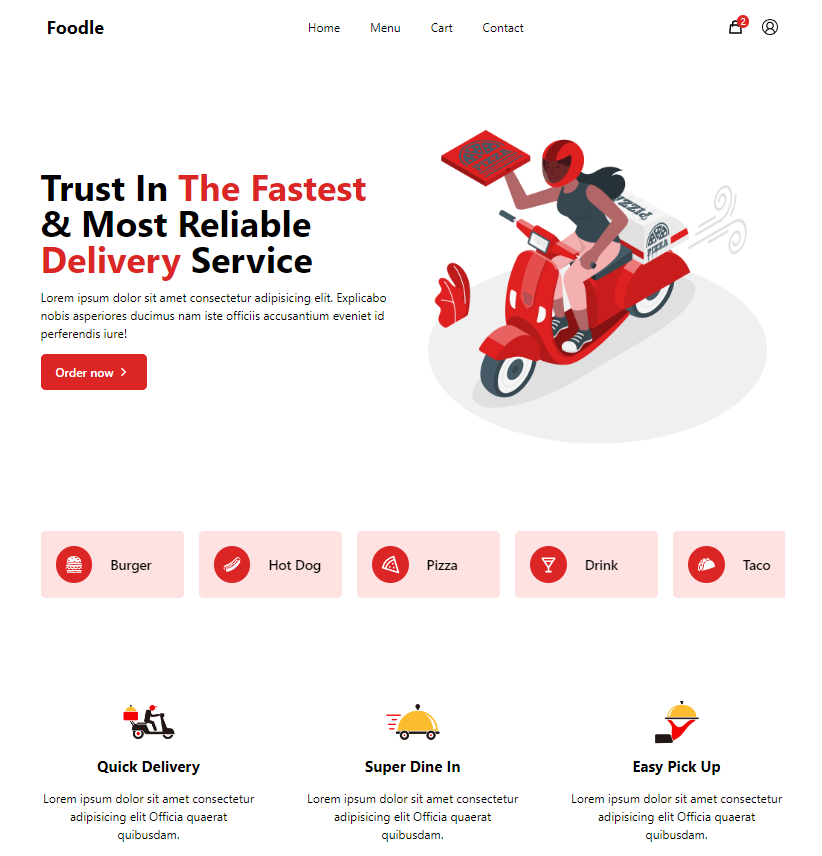 Foodle
Home Menu Cart Contact
2
PIZZA
PIZZA
PIZZA
Trust In The Fastest
& Most Reliable
Delivery Service
Lorem ipsum dolor sit amet consectetur adipisicing elit. Explicabo
nobis asperiores ducimus nam iste officiis accusantium eveniet id
perferendis iure!
Order now
Burger
Hot Dog
Pizza
Drink
Taco
Quick Delivery
Lorem ipsum dolor sit amet consectetur
adipisicing elit Officia quaerat
quibusdam.
Super Dine In
Lorem ipsum dolor sit amet consectetur
adipisicing elit Officia quaerat
quibusdam.
Easy Pick Up
Lorem ipsum dolor sit amet consectetur
adipisicing elit Officia quaerat
quibusdam.